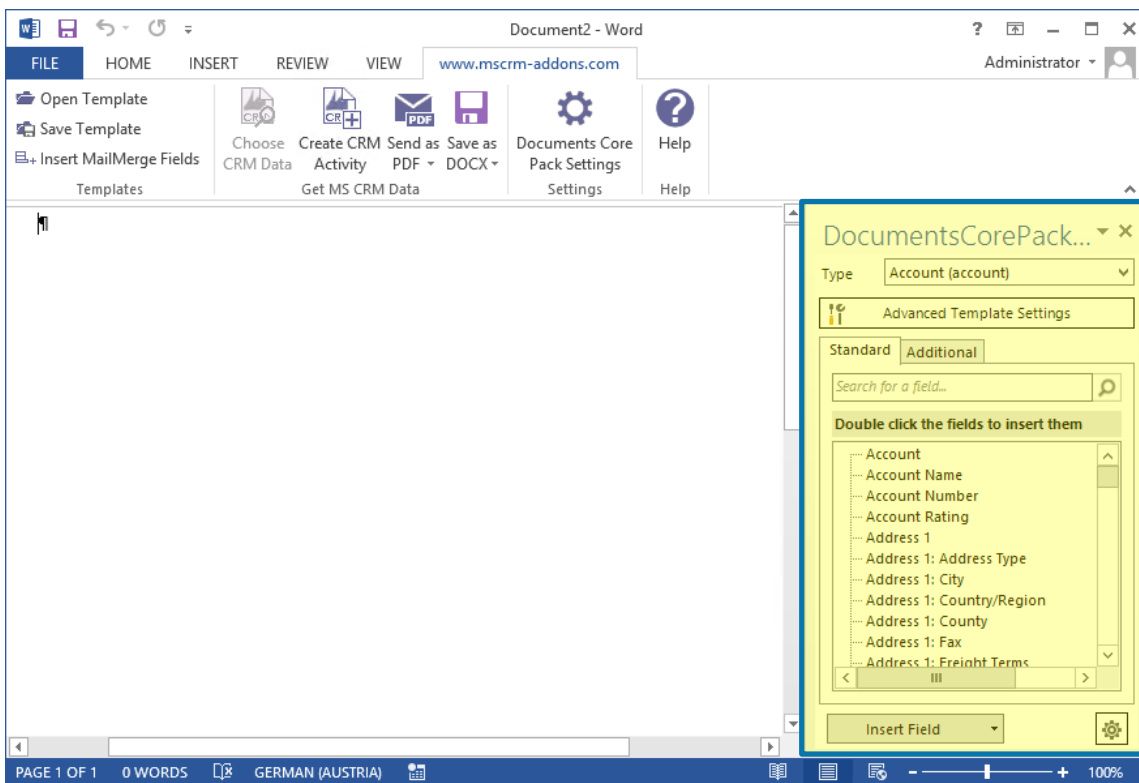 Document2 - Word
FILE HOME INSERT REVIEW VIEW www.mscrm-addons.com Administrator
Open Template
Save Template
Insert MailMerge Fields
Templates
Choose CRM Data
Create CRM Activity
Send as PDF
Save as DOCX
Get MS CRM Data
Documents Core Pack Settings
Settings
Help
Help
DocumentsCorePack...
Type Account (account)
Advanced Template Settings
Standard Additional
Search for a field...
Double click the fields to insert them
Account
Account Name
Account Number
Account Rating
Address 1
Address 1: Address Type
Address 1: City
Address 1: Country/Region
Address 1: County
Address 1: Fax
Address 1: Freight Terms
Insert Field
PAGE 1 OF 1 0 WORDS GERMAN (AUSTRIA) 100%